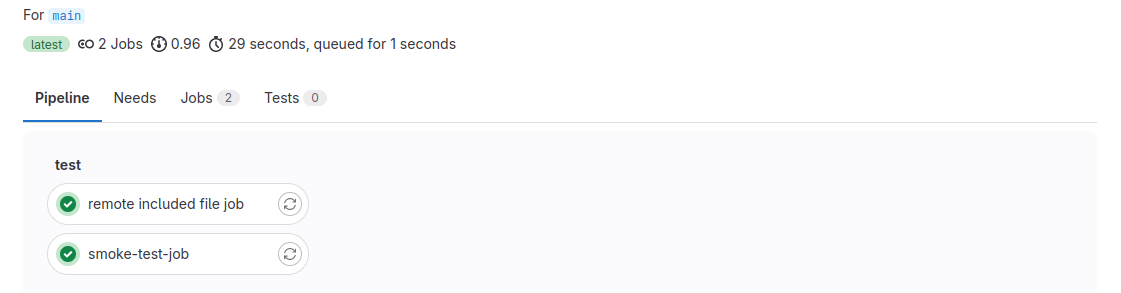 For main
latest 2 Jobs 0.96 29 seconds, queued for 1 seconds
Pipeline Needs Jobs 2 Tests 0
test
remote included file job
smoke-test-job